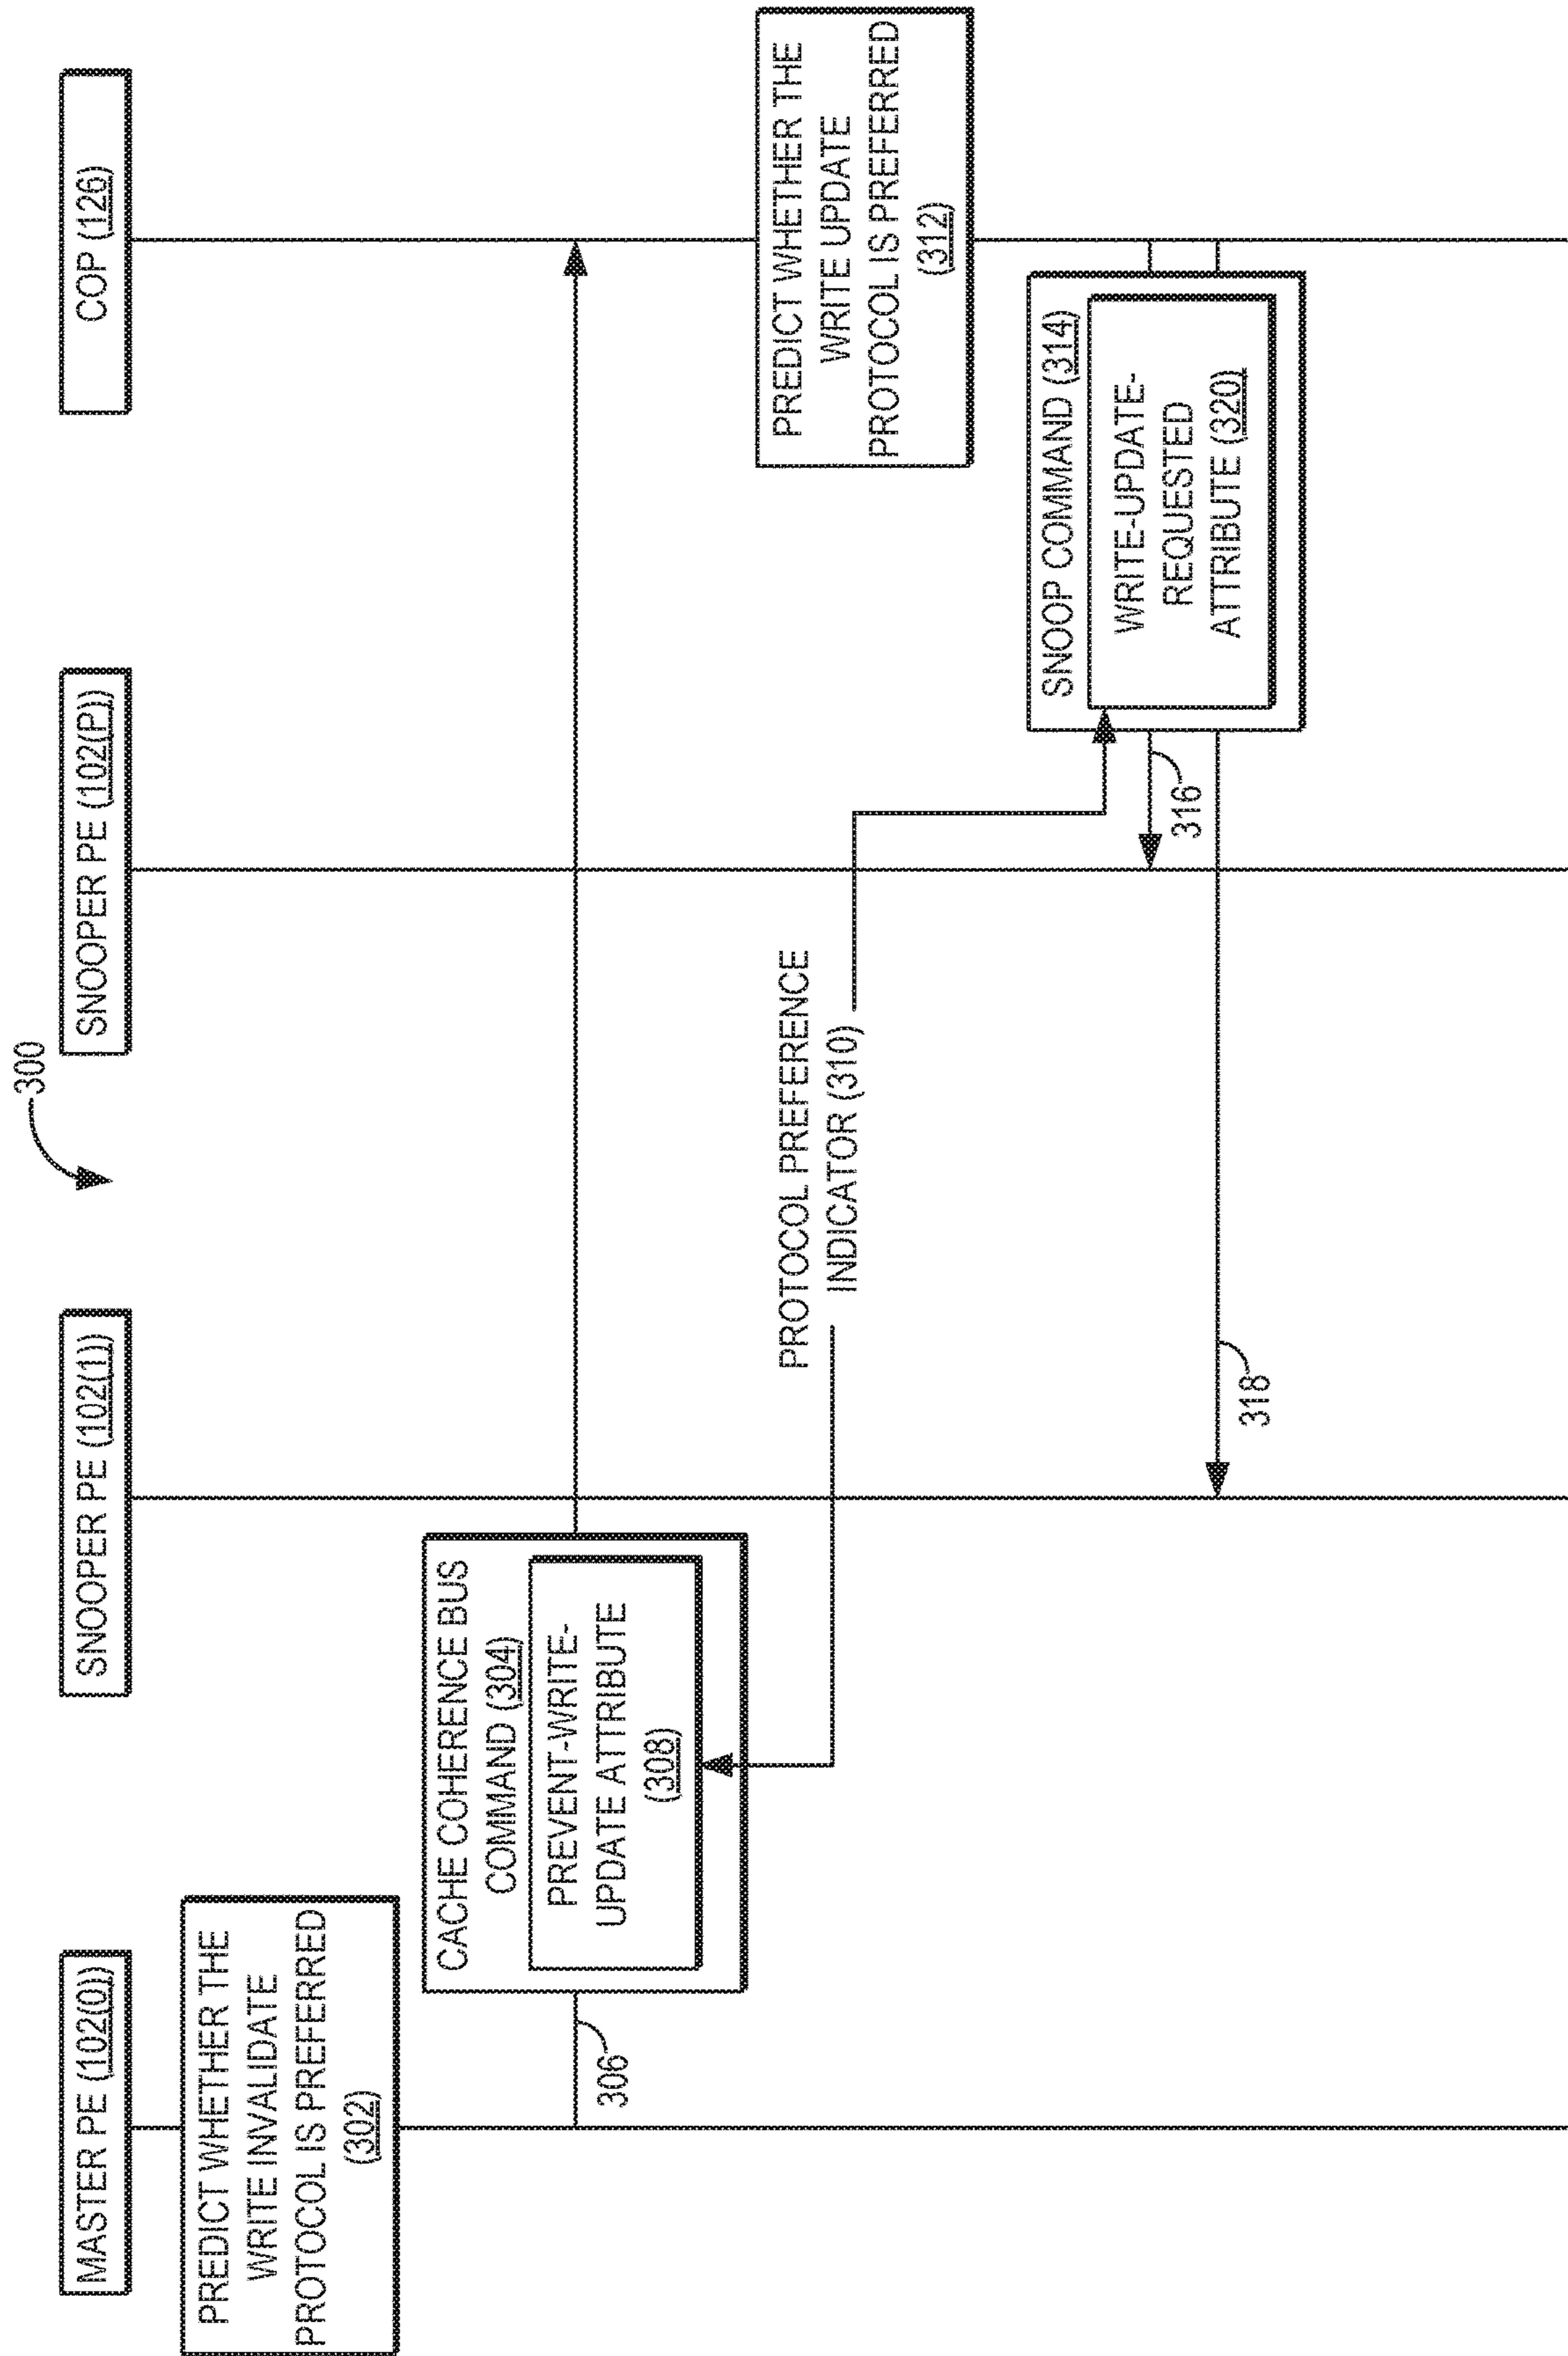 300
MASTER PE (102(0))
SNOOPER PE (102(1))
SNOOPER PE (102(P))
COP (126)
PREDICT WHETHER THE
WRITE INVALIDATE
PROTOCOL IS PREFERRED
(302)
306
CACHE COHERENCE BUS
COMMAND (304)
PREVENT-WRITE-
UPDATE ATTRIBUTE
(308)
PROTOCOL PREFERENCE
INDICATOR (310)
PREDICT WHETHER THE
WRITE UPDATE
PROTOCOL IS PREFERRED
(312)
SNOOP COMMAND (314)
WRITE-UPDATE-
REQUESTED
ATTRIBUTE (320)
316
318